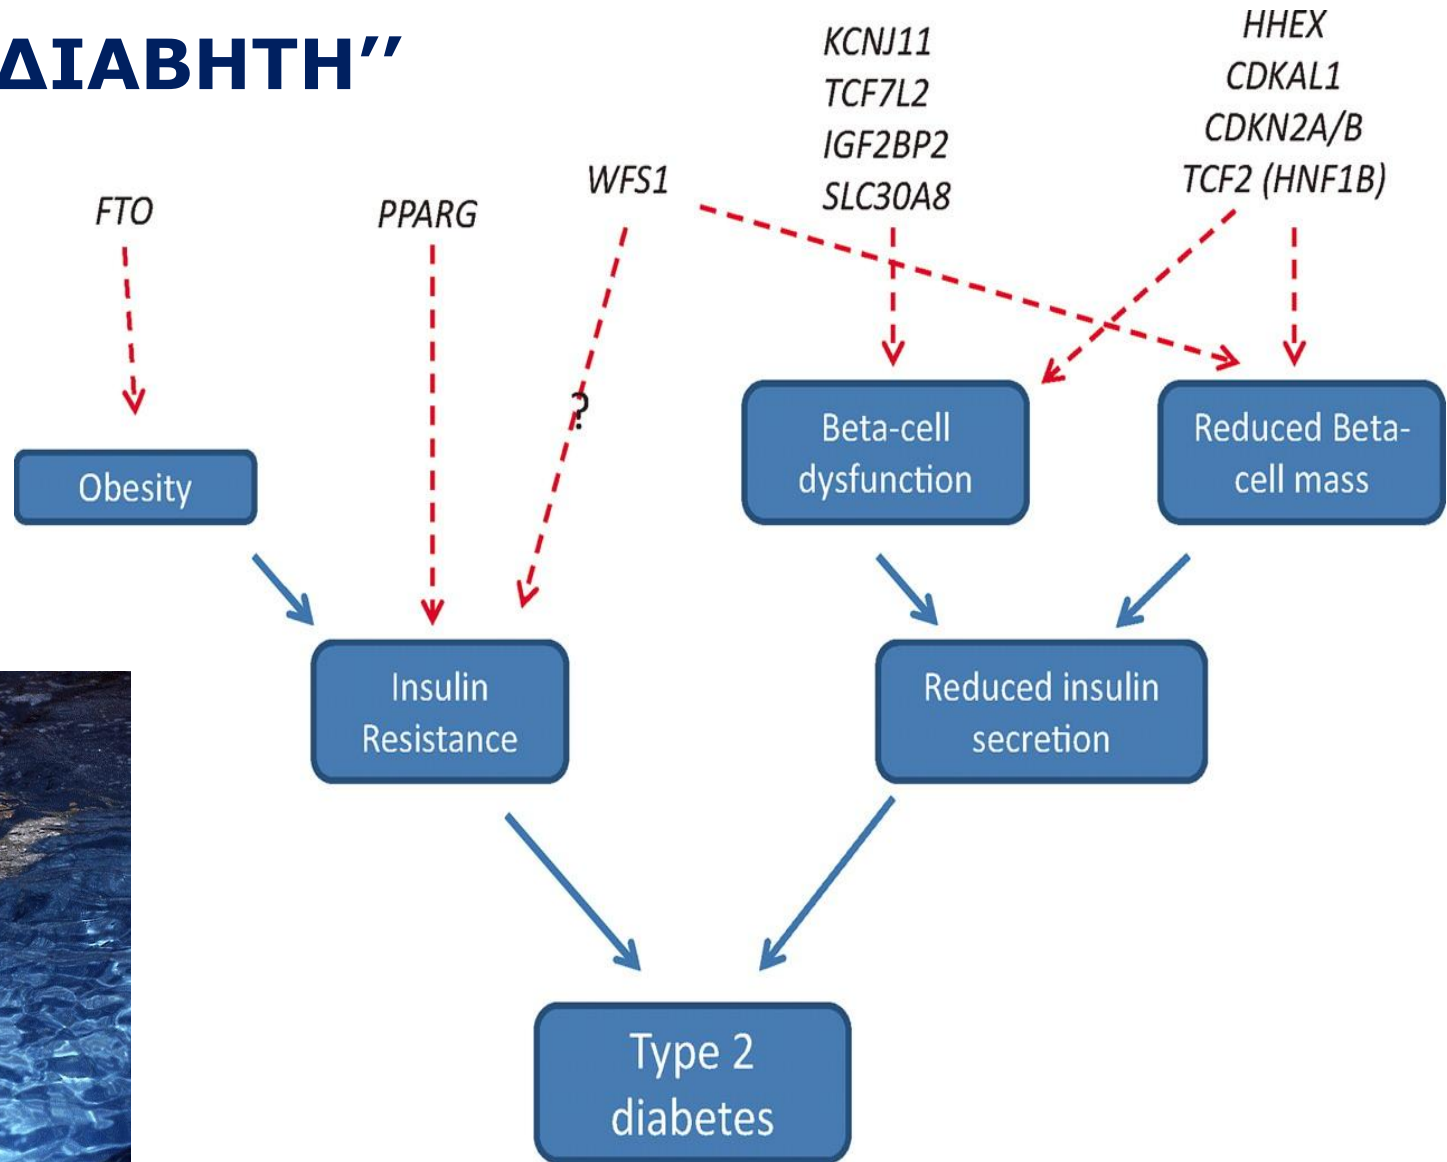 ΔΙΑΒΗΤΗ’’
KCNJ11
TCF7L2
IGF2BP2
SLC30A8
HHEX
CDKAL1
CDKN2A/B
TCF2 (HNF1B)
FTO
PPARG
WFS1
?
Obesity
Beta-cell
dysfunction
Reduced Beta-
cell mass
Insulin
Resistance
Reduced insulin
secretion
Type 2
diabetes